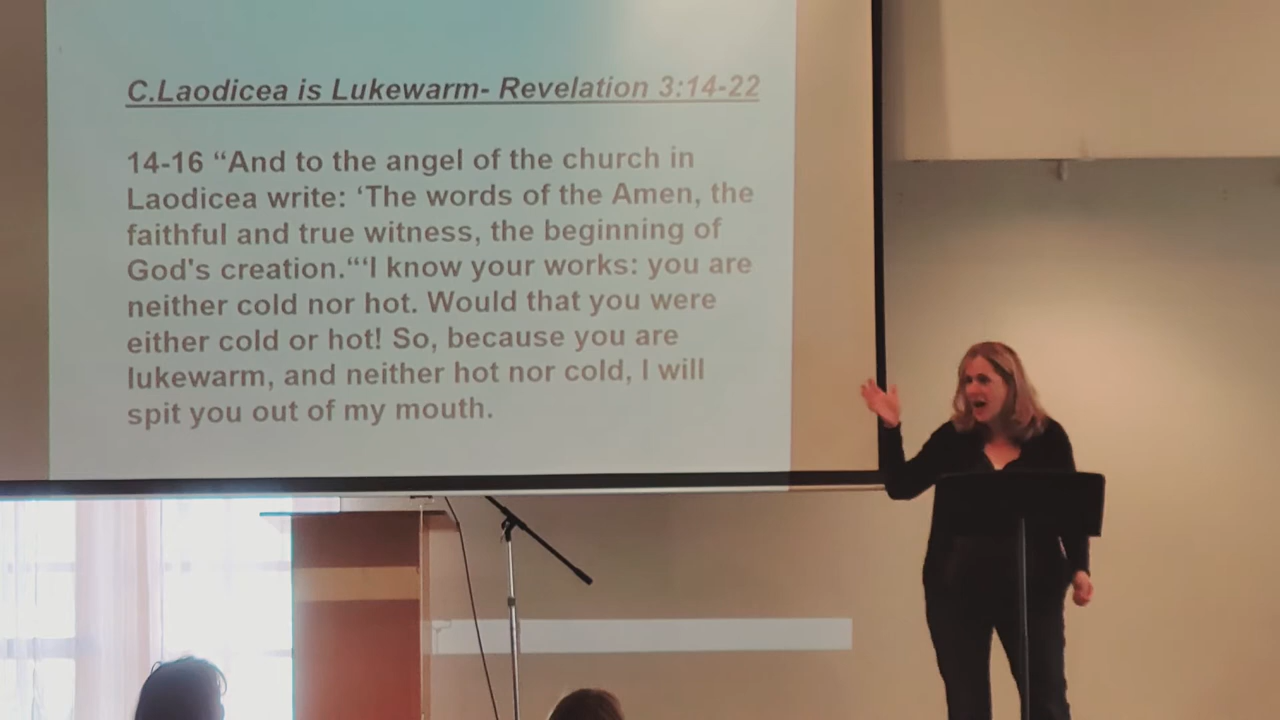 C.Laodicea is Lukewarm- Revelation 3:14-22
14-16 “And to the angel of the church in
Laodicea write: ‘The words of the Amen, the
faithful and true witness, the beginning of
God's creation.“‘I know your works: you are
neither cold nor hot. Would that you were
either cold or hot! So, because you are
lukewarm, and neither hot nor cold, I will
spit you out of my mouth.